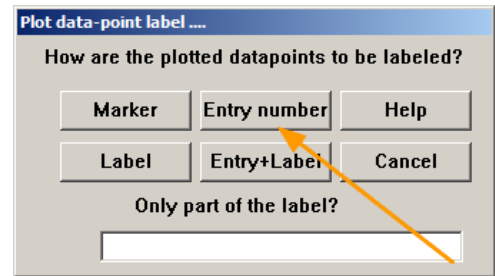 Plot data-point label ....
How are the plotted datapoints to be labeled?
Marker Entry number Help
Label Entry+Label Cancel
Only part of the label?